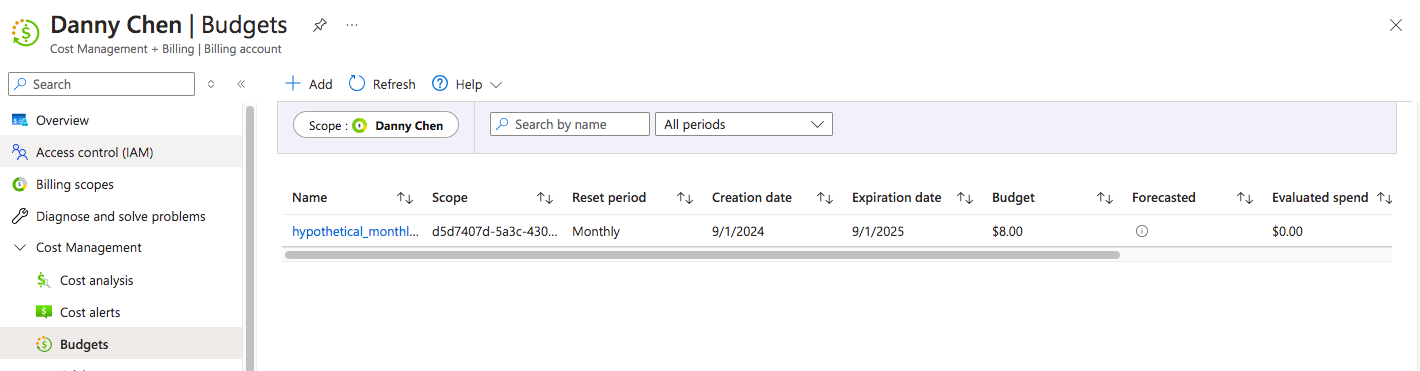 Danny Chen | Budgets ...
Cost Management + Billing | Billing account
Search
«
Add Refresh Help
Overview
Access control (IAM)
Billing scopes
Diagnose and solve problems
Cost Management
Cost analysis
Cost alerts
Budgets
Scope : Danny Chen Search by name All periods
Name Scope Reset period Creation date Expiration date Budget Forecasted Evaluated spend
hypothetical_monthl... d5d7407d-5a3c-430... Monthly 9/1/2024 9/1/2025 $8.00 $0.00